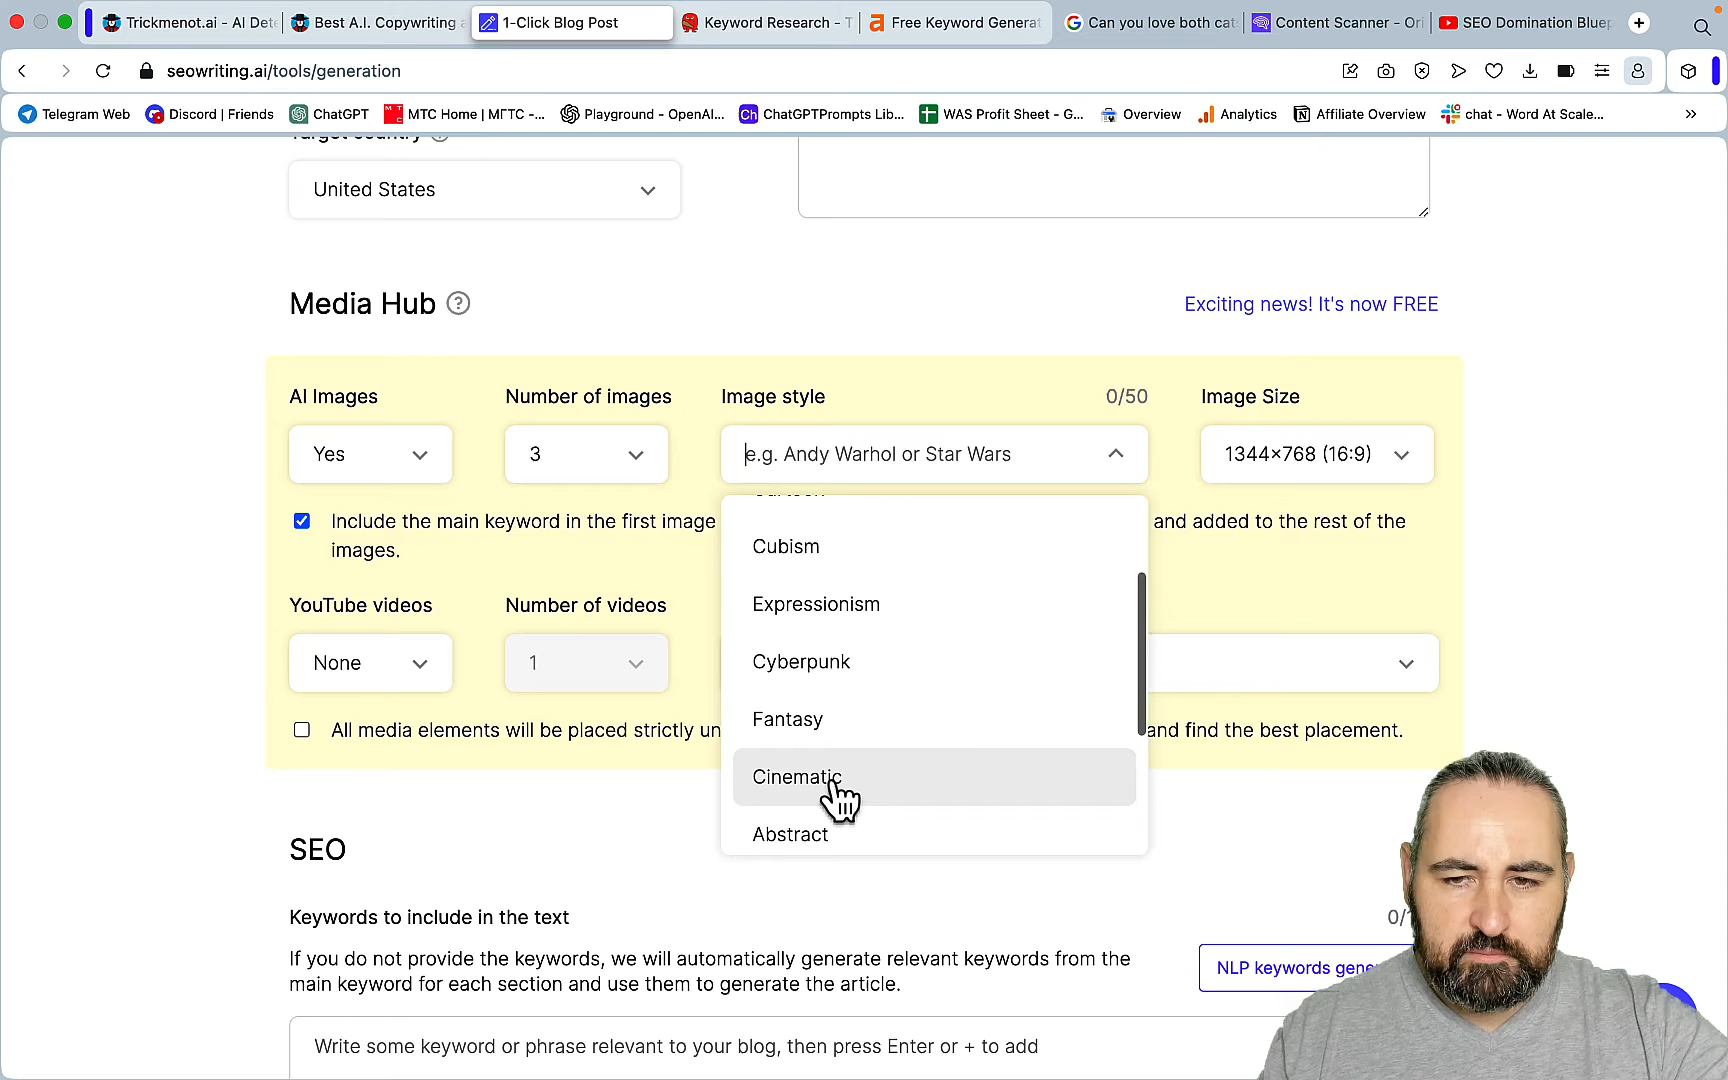 Trickmenot.ai - AI Dete
Best A.I. Copywriting
1-Click Blog Post
Keyword Research - T
Free Keyword Generat
Can you love both cat
Content Scanner - Ori
SEO Domination Bluep
seowriting.ai/tools/generation
Telegram Web
Discord | Friends
ChatGPT
MTC Home | МГТС -...
Playground - OpenAI...
ChatGPTPrompts Lib...
WAS Profit Sheet - G...
Overview
Analytics
Affiliate Overview
chat - Word At Scale...
Target country
United States
Media Hub
Exciting news! It's now FREE
AI Images
Number of images
Image style
0/50
Image Size
Yes
3
e.g. Andy Warhol or Star Wars
1344×768 (16:9)
Include the main keyword in the first image
and added to the rest of the
images.
Cubism
Expressionism
Cyberpunk
Fantasy
Cinematic
Abstract
YouTube videos
Number of videos
None
1
All media elements will be placed strictly un
and find the best placement.
SEO
Keywords to include in the text
If you do not provide the keywords, we will automatically generate relevant keywords from the
main keyword for each section and use them to generate the article.
NLP keywords gene
Write some keyword or phrase relevant to your blog, then press Enter or + to add